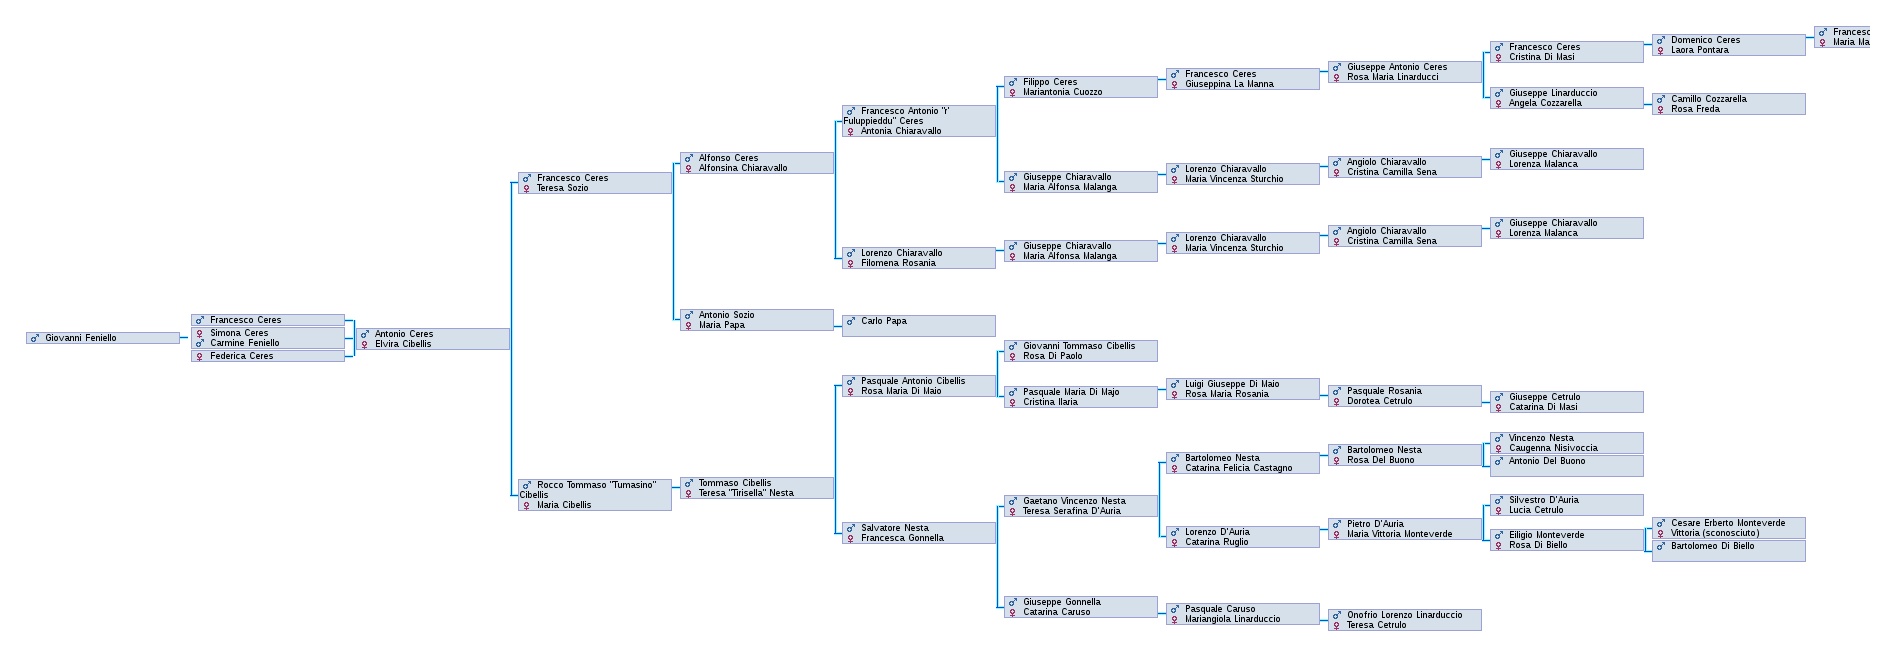 Giovanni Feniello
Francesco Ceres
Simona Ceres
Carmine Feniello
Federica Ceres
Antonio Ceres
Elvira Cibellis
Francesco Ceres
Teresa Sozio
Rocco Tommaso "Tumasino"
Cibellis
Maria Cibellis
Alfonso Ceres
Alfonsina Chiaravallo
Antonio Sozio
Maria Papa
Tommaso Cibellis
Teresa "Tirisella" Nesta
Francesco Antonio "r'
Fuluppieddu" Ceres
Antonia Chiaravallo
Lorenzo Chiaravallo
Filomena Rosania
Carlo Papa
Pasquale Antonio Cibellis
Rosa Maria Di Maio
Salvatore Nesta
Francesca Gonnella
Filippo Ceres
Mariantonia Cuozzo
Giuseppe Chiaravallo
Maria Alfonsa Malanga
Giuseppe Chiaravallo
Maria Alfonsa Malanga
Giovanni Tommaso Cibellis
Rosa Di Paolo
Pasquale Maria Di Majo
Cristina Ilaria
Gaetano Vincenzo Nesta
Teresa Serafina D'Auria
Giuseppe Gonnella
Catarina Caruso
Francesco Ceres
Giuseppina La Manna
Lorenzo Chiaravallo
Maria Vincenza Sturchio
Lorenzo Chiaravallo
Maria Vincenza Sturchio
Luigi Giuseppe Di Maio
Rosa Maria Rosania
Bartolomeo Nesta
Catarina Felicia Castagno
Lorenzo D'Auria
Catarina Ruglio
Pasquale Caruso
Mariangiola Linarduccio
Giuseppe Antonio Ceres
Rosa Maria Linarducci
Angiolo Chiaravallo
Cristina Camilla Sena
Angiolo Chiaravallo
Cristina Camilla Sena
Pasquale Rosania
Dorotea Cetrulo
Bartolomeo Nesta
Rosa Del Buono
Pietro D'Auria
Maria Vittoria Monteverde
Onofrio Lorenzo Linarduccio
Teresa Cetrulo
Francesco Ceres
Cristina Di Masi
Giuseppe Linarduccio
Angela Cozzarella
Giuseppe Chiaravallo
Lorenza Malanca
Giuseppe Chiaravallo
Lorenza Malanca
Giuseppe Cetrulo
Catarina Di Masi
Vincenzo Nesta
Caugenna Nisivoccia
Antonio Del Buono
Silvestro D'Auria
Lucia Cetrulo
Eiligio Monteverde
Rosa Di Biello
Domenico Ceres
Laora Pontara
Camillo Cozzarella
Rosa Freda
Cesare Erberto Monteverde
Vittoria (sconosciuto)
Bartolomeo Di Biello
Francesc
Maria Ma